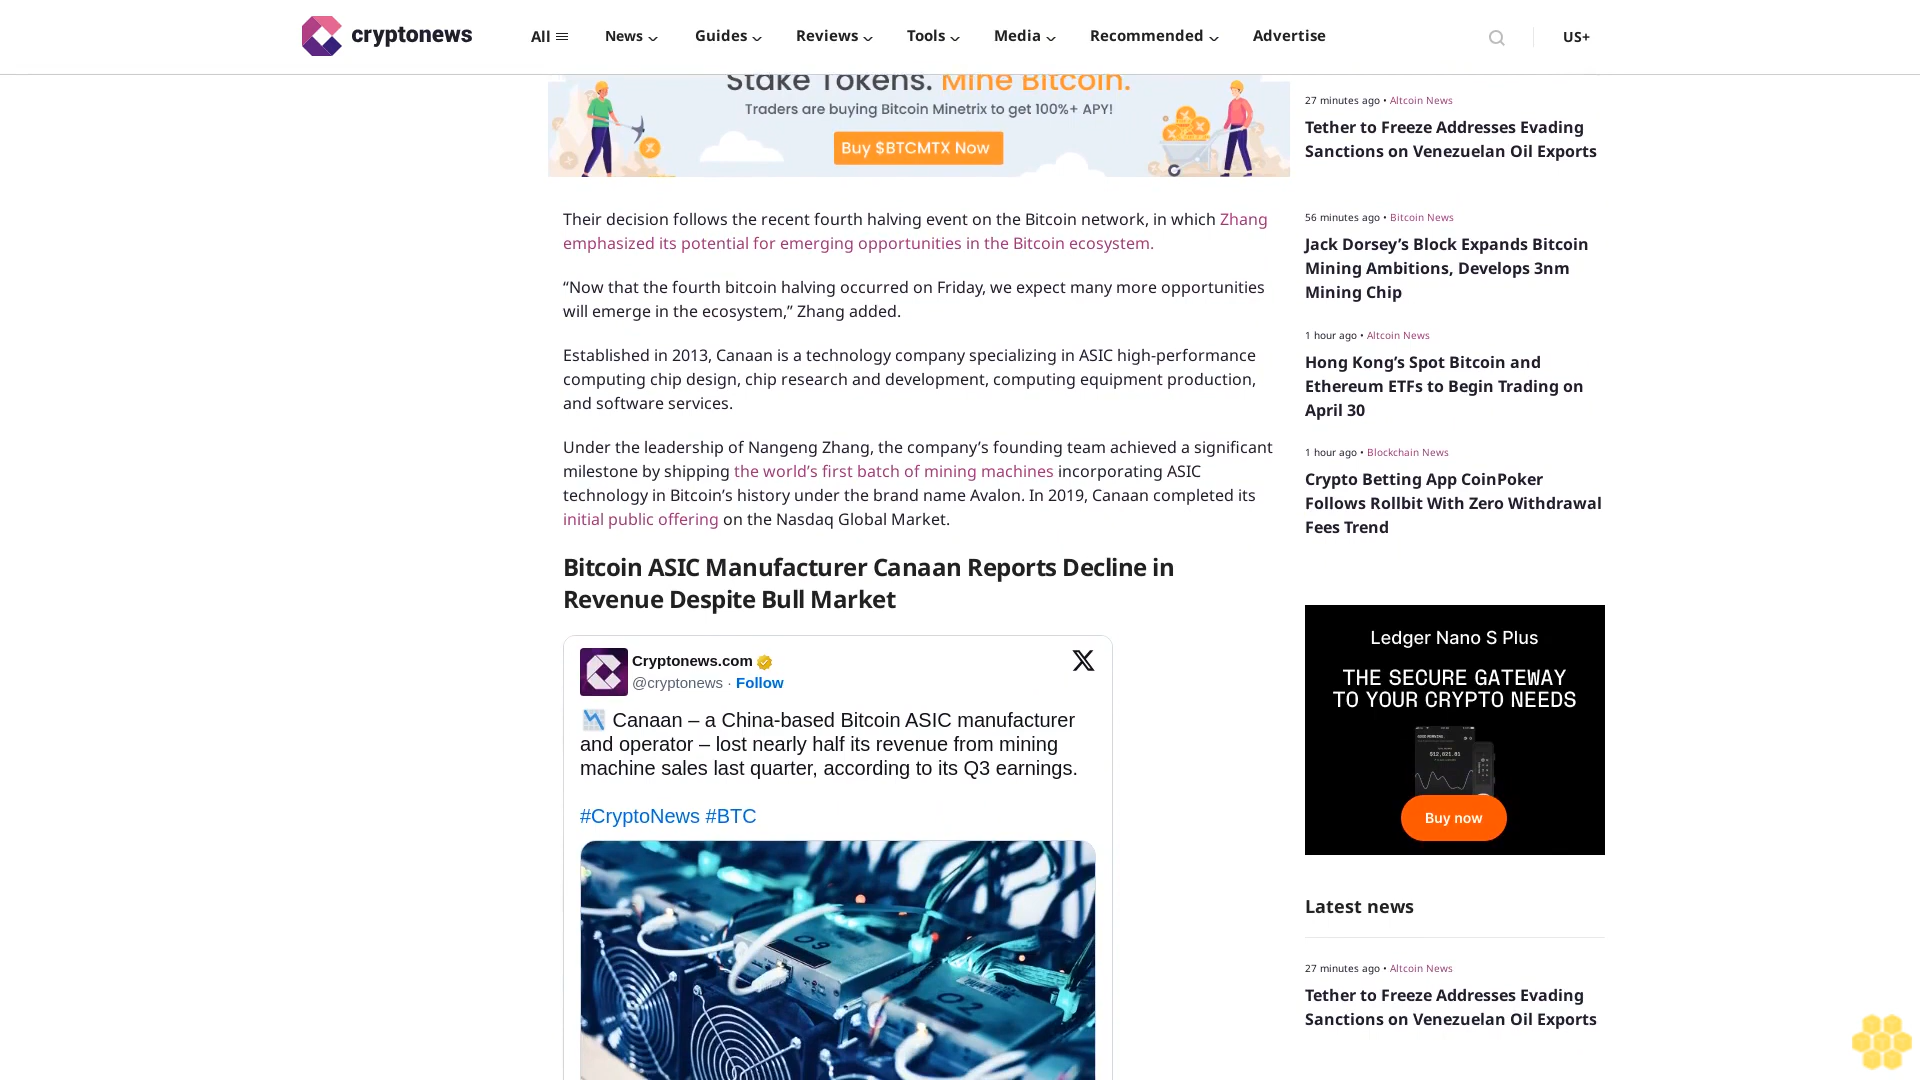 cryptonews
All
News
Guides
Reviews
Tools
Media
Recommended
Advertise
US+
Stake Tokens. Mine Bitcoin.
Traders are buying Bitcoin Minetrix to get 100%+ APY!
Buy $BTCMTX Now
Their decision follows the recent fourth halving event on the Bitcoin network, in which Zhang
emphasized its potential for emerging opportunities in the Bitcoin ecosystem.
“Now that the fourth bitcoin halving occurred on Friday, we expect many more opportunities
will emerge in the ecosystem,” Zhang added.
Established in 2013, Canaan is a technology company specializing in ASIC high-performance
computing chip design, chip research and development, computing equipment production,
and software services.
Under the leadership of Nangeng Zhang, the company’s founding team achieved a significant
milestone by shipping the world’s first batch of mining machines incorporating ASIC
technology in Bitcoin’s history under the brand name Avalon. In 2019, Canaan completed its
initial public offering on the Nasdaq Global Market.
Bitcoin ASIC Manufacturer Canaan Reports Decline in
Revenue Despite Bull Market
Cryptonews.com
@cryptonews · Follow
Canaan – a China-based Bitcoin ASIC manufacturer
and operator – lost nearly half its revenue from mining
machine sales last quarter, according to its Q3 earnings.
#CryptoNews #BTC
09
02
27 minutes ago • Altcoin News
Tether to Freeze Addresses Evading
Sanctions on Venezuelan Oil Exports
56 minutes ago • Bitcoin News
Jack Dorsey’s Block Expands Bitcoin
Mining Ambitions, Develops 3nm
Mining Chip
1 hour ago • Altcoin News
Hong Kong’s Spot Bitcoin and
Ethereum ETFs to Begin Trading on
April 30
1 hour ago • Blockchain News
Crypto Betting App CoinPoker
Follows Rollbit With Zero Withdrawal
Fees Trend
Ledger Nano S Plus
THE SECURE GATEWAY
TO YOUR CRYPTO NEEDS
$12,021.81
Buy now
Latest news
27 minutes ago • Altcoin News
Tether to Freeze Addresses Evading
Sanctions on Venezuelan Oil Exports